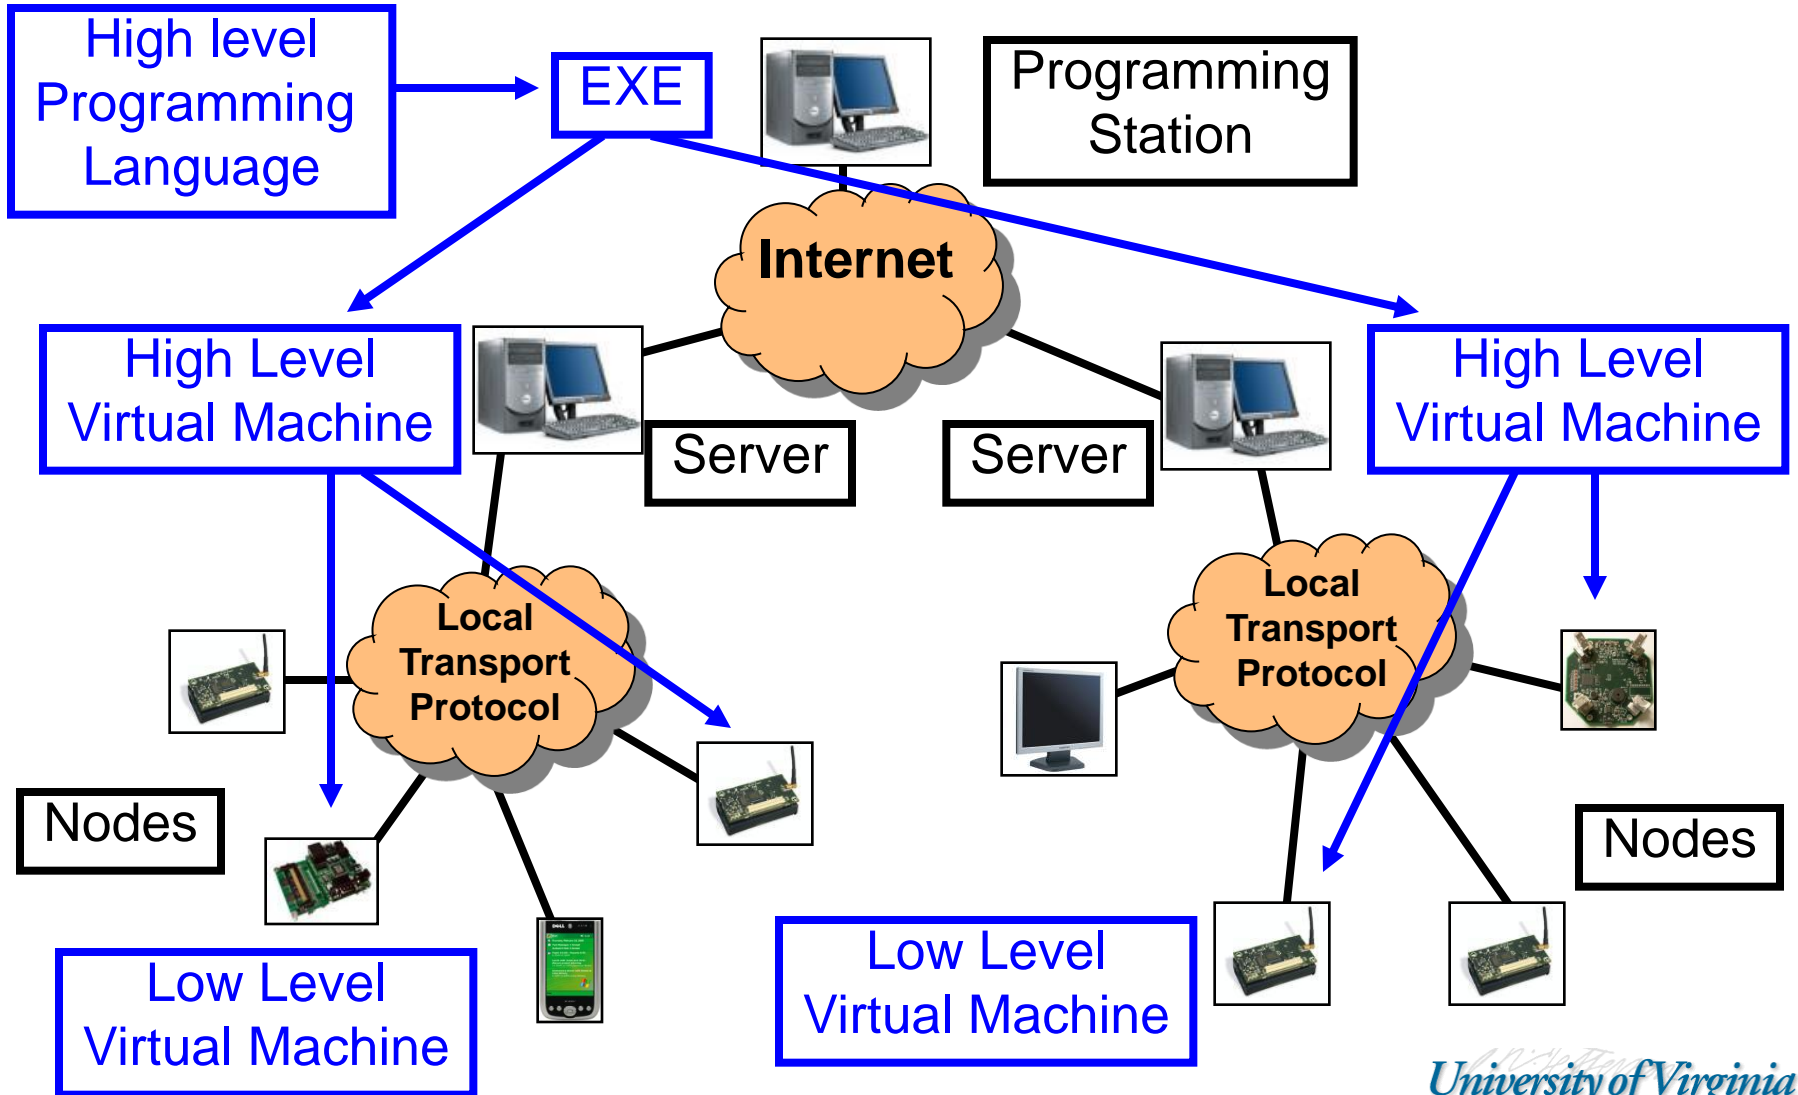 High level
Programming
Language
EXE
Programming
Station
Internet
High Level
Virtual Machine
Server
Server
High Level
Virtual Machine
Local
Transport
Protocol
Local
Transport
Protocol
Nodes
Nodes
DELL
Low Level
Virtual Machine
Low Level
Virtual Machine
University of Virginia